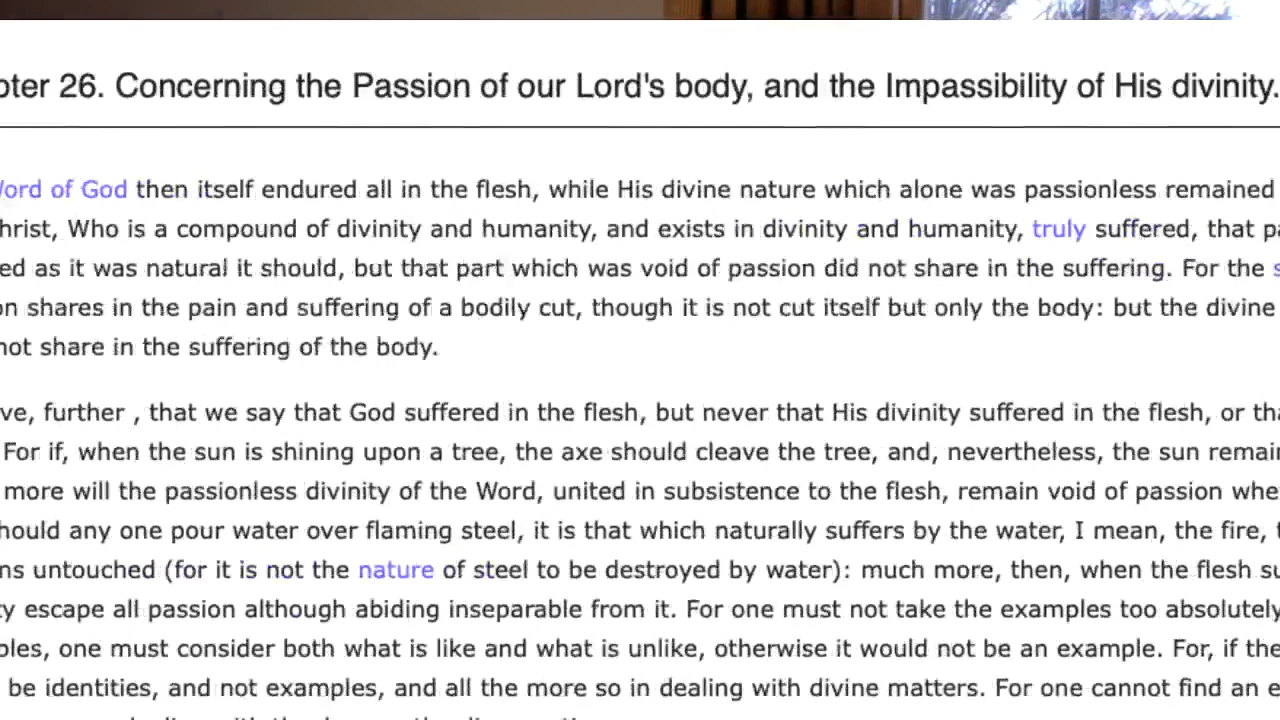 pter 26. Concerning the Passion of our Lord's body, and the Impassibility of His divinity.
Word of God then itself endured all in the flesh, while His divine nature which alone was passionless remained
hrist, Who is a compound of divinity and humanity, and exists in divinity and humanity, truly suffered, that pa
ed as it was natural it should, but that part which was void of passion did not share in the suffering. For the s
on shares in the pain and suffering of a bodily cut, though it is not cut itself but only the body: but the divine
not share in the suffering of the body.
ve, further , that we say that God suffered in the flesh, but never that His divinity suffered in the flesh, or tha
For if, when the sun is shining upon a tree, the axe should cleave the tree, and, nevertheless, the sun remain
more will the passionless divinity of the Word, united in subsistence to the flesh, remain void of passion whe
hould any one pour water over flaming steel, it is that which naturally suffers by the water, I mean, the fire, t
ns untouched (for it is not the nature of steel to be destroyed by water): much more, then, when the flesh su
ty escape all passion although abiding inseparable from it. For one must not take the examples too absolutely
ples, one must consider both what is like and what is unlike, otherwise it would not be an example. For, if the
be identities, and not examples, and all the more so in dealing with divine matters. For one cannot find an e